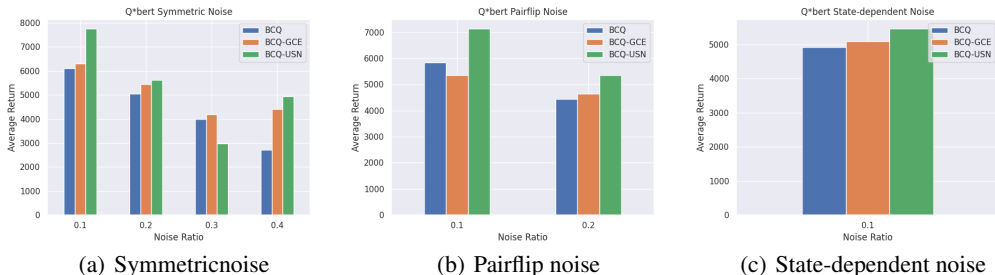 Q*bert Symmetric Noise
8000
7000
6000
5000
4000
3000
2000
1000
0
Average Return
BCQ
BCQ-GCE
BCQ-USN
0.1 0.2 0.3 0.4
Noise Ratio
(a) Symmetricnoise
Q*bert Pairflip Noise
7000
6000
5000
4000
3000
2000
1000
0
Average Return
BCQ
BCQ-GCE
BCQ-USN
0.1 0.2
Noise Ratio
(b) Pairflip noise
Q*bert State-dependent Noise
5000
4000
3000
2000
1000
0
Average Return
BCQ
BCQ-GCE
BCQ-USN
0.1
Noise Ratio
(c) State-dependent noise